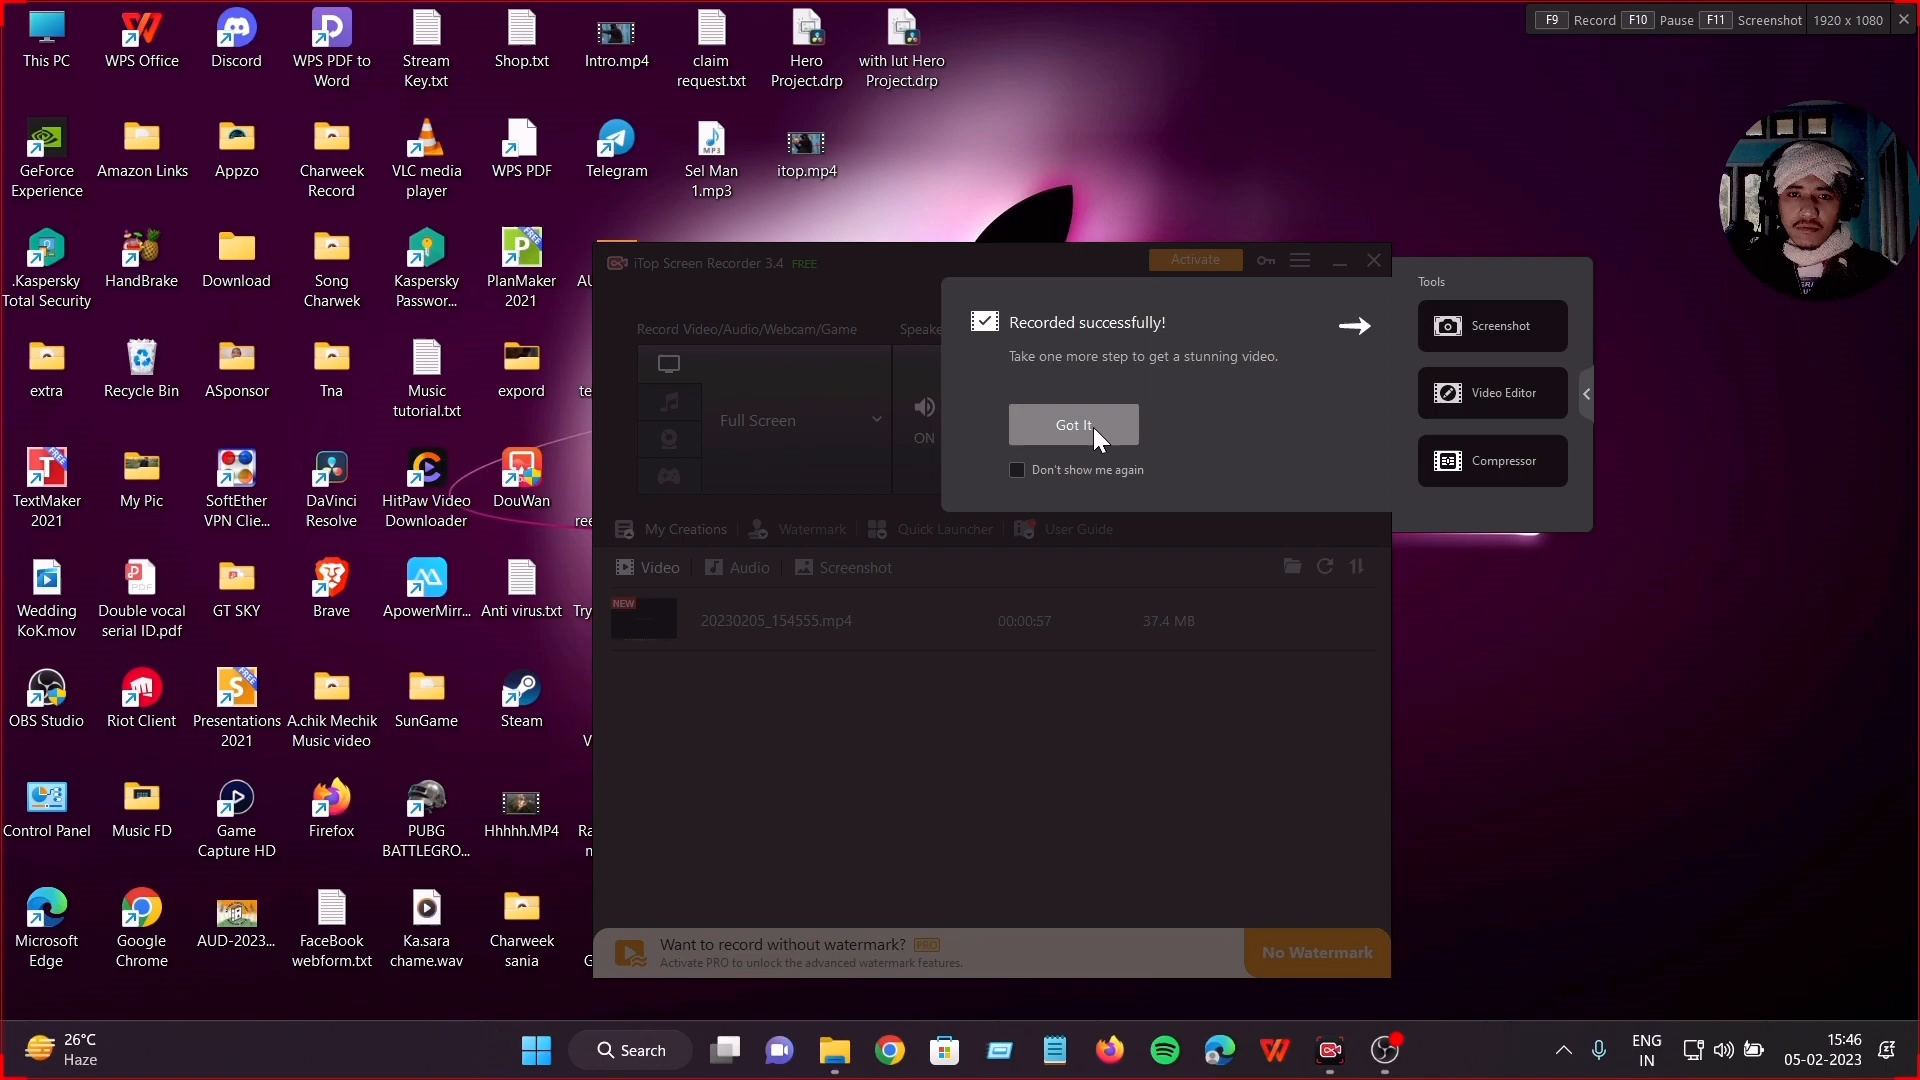 F9 Record F10 Pause F11 Screenshot 1920 x 1080
This PC
WPS Office
Discord
WPS PDF to
Word
Stream
Key.txt
Shop.txt
Intro.mp4
claim
request.txt
Hero
Project.drp
with lut Hero
Project.drp
GeForce
Experience
Amazon Links
Appzo
Charweek
Record
VLC media
player
WPS PDF
Telegram
MP3
Sel Man
1.mp3
itop.mp4
.Kaspersky
Total Security
HandBrake
Download
Song
Charwek
Kaspersky
Passwor...
FREE
PlanMaker
2021
extra
Recycle Bin
ASponsor
Tna
Music
tutorial.txt
expord
FREE
TextMaker
2021
My Pic
SoftEther
VPN Clie...
DaVinci
Resolve
HitPaw Video
Downloader
DouWan
Wedding
KoK.mov
PDF
Double vocal
serial ID.pdf
GT SKY
Brave
ApowerMirr...
Anti virus.txt
OBS Studio
Riot Client
FREE
Presentations
2021
A.chik Mechik
Music video
SunGame
Steam
Control Panel
Music FD
Game
Capture HD
Firefox
PUBG
BATTLEGRO...
Hhhhh.MP4
Microsoft
Edge
Google
Chrome
AUD-2023...
FaceBook
webform.txt
Ka.sara
chame.wav
Charweek
sania
iTop Screen Recorder 3.4 FREE
Activate
Record Video/Audio/Webcam/Game
Speake
Full Screen
ON
Recorded successfully!
Take one more step to get a stunning video.
Got It
Don't show me again
Tools
Screenshot
Video Editor
Compressor
My Creations
Watermark
Quick Launcher
User Guide
Video
Audio
Screenshot
NEW
20230205_154555.mp4
00:00:57
37.4 MB
Want to record without watermark? PRO
Activate PRO to unlock the advanced watermark features.
No Watermark
26°C
Haze
Search
ENG
IN
15:46
05-02-2023